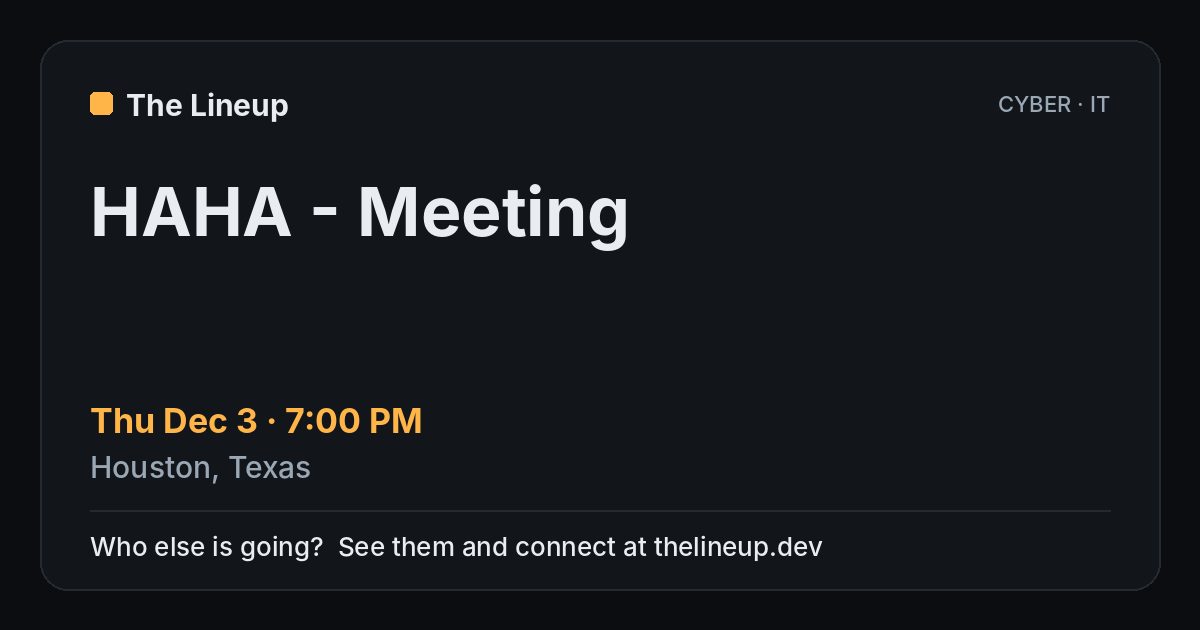 The Lineup
CYBER · IT
HAHA - Meeting
Thu Dec 3 · 7:00 PM
Houston, Texas
Who else is going? See them and connect at thelineup.dev